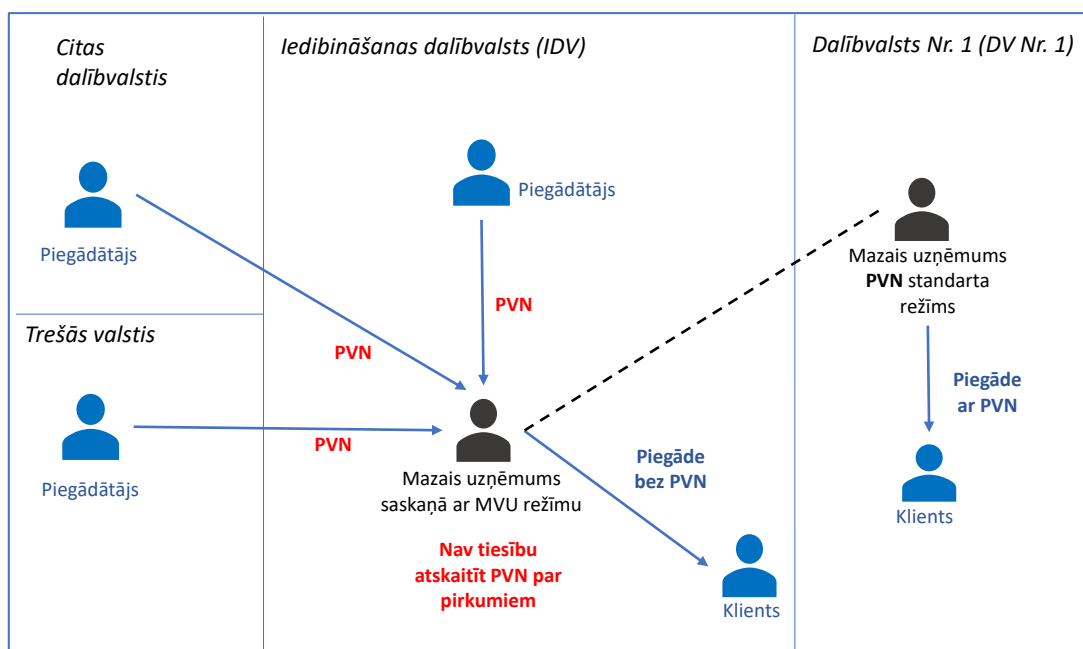 Citas
dalībvalstis
Piegādātājs
Trešās valstis
Piegādātājs
Iedibināšanas dalībvalsts (IDV)
Piegādātājs
PVN
PVN
PVN
Mazais uzņēmums
saskaņā ar MVU režīmu
Nav tiesību
atskaitīt PVN par
pirkumiem
Piegāde
bez PVN
Klients
Dalībvalsts Nr. 1 (DV Nr. 1)
Mazais uzņēmums
PVN standarta
režīms
Piegāde
ar PVN
Klients